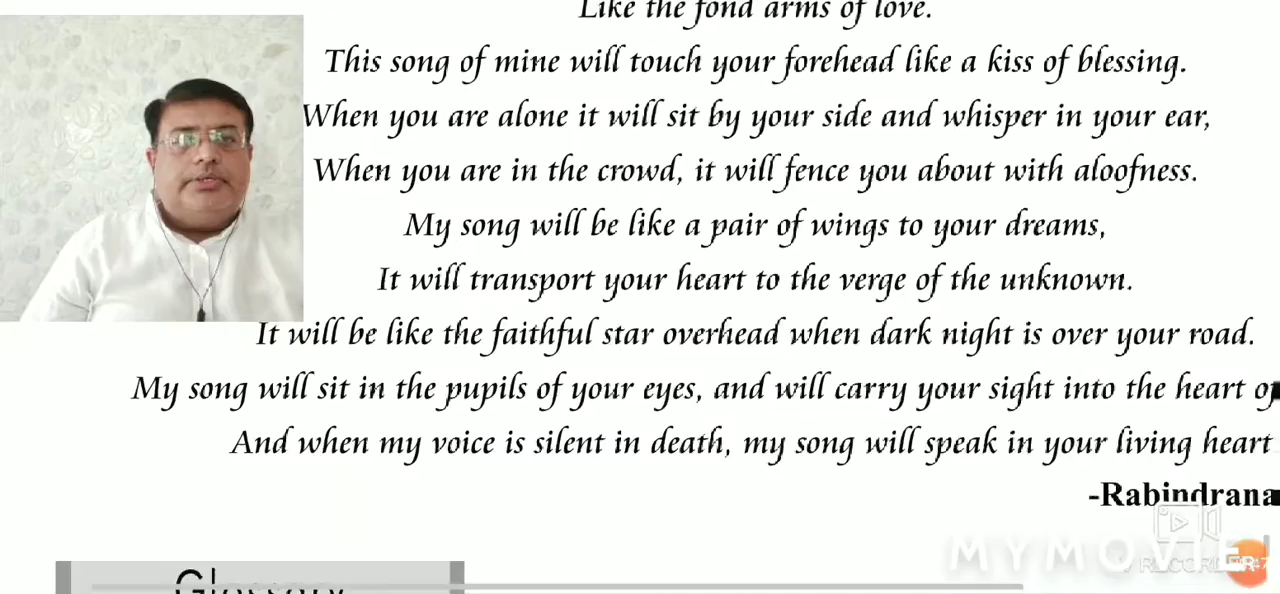 Like the fond arms of love.
This song of mine will touch your forehead like a kiss of blessing.
When you are alone it will sit by your side and whisper in your ear,
When you are in the crowd, it will fence you about with aloofness.
My song will be like a pair of wings to your dreams,
It will transport your heart to the verge of the unknown.
It will be like the faithful star overhead when dark night is over your road.
My song will sit in the pupils of your eyes, and will carry your sight into the heart of
And when my voice is silent in death, my song will speak in your living heart
-Rabindrana
Glossary
MYMOVIE
RECORDER